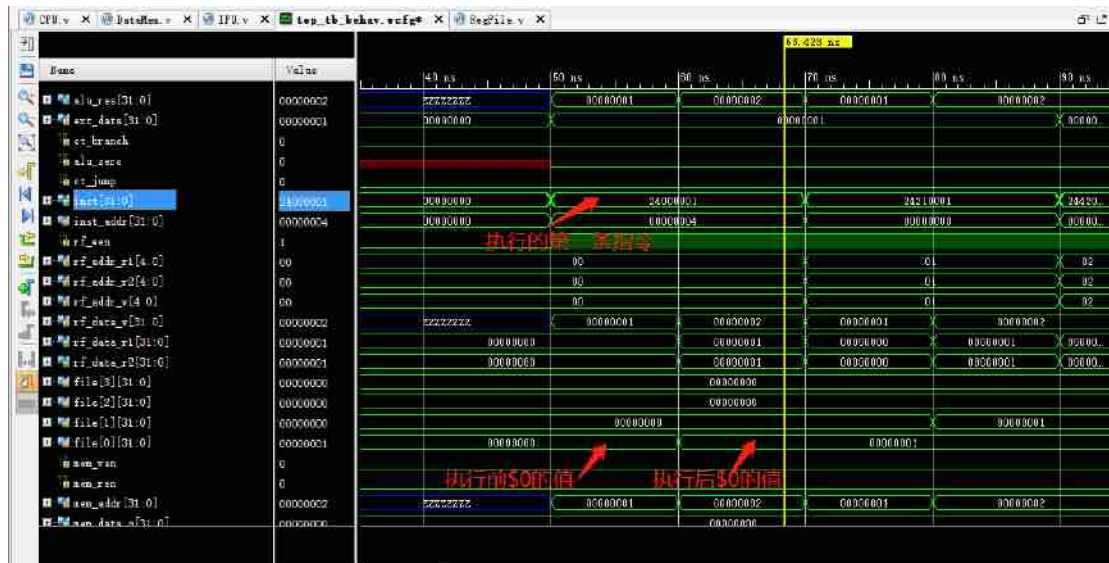 CPU.v × DataMem.v × IFU.v × top_tb_behav.wcfg* × RegFile.v ×
68.428 ns
Name Value 40 ns 50 ns 60 ns 70 ns 80 ns 90 ns
alu_res[31:0] 00000002 ZZZZZZZZ 00000001 00000002 00000001 00000002
ext_data[31:0] 00000001 00000000 00000001 00000...
ct_branch 0
alu_zero 0
ct_jump 0
inst[31:0] 24000001 00000000 24000001 24210001 24420...
inst_addr[31:0] 00000004 00000000 00000004 00000008 00000...
执行的第一条指令
rf_wen 1
rf_addr_r1[4:0] 00 00 01 02
rf_addr_r2[4:0] 00 00 01 02
rf_addr_w[4:0] 00 00 01 02
rf_data_w[31:0] 00000002 ZZZZZZZZ 00000001 00000002 00000001 00000002
rf_data_r1[31:0] 00000001 00000000 00000001 00000000 00000001 00000...
rf_data_r2[31:0] 00000001 00000000 00000001 00000000 00000001 00000...
file[3][31:0] 00000000 00000000
file[2][31:0] 00000000 00000000
file[1][31:0] 00000000 00000000 00000001
file[0][31:0] 00000001 00000000 00000001
mem_wen 0
执行前$0的值 执行后$0的值
mem_ren 0
mem_addr[31:0] 00000002 ZZZZZZZZ 00000001 00000002 00000001 00000002
00000000 00000000